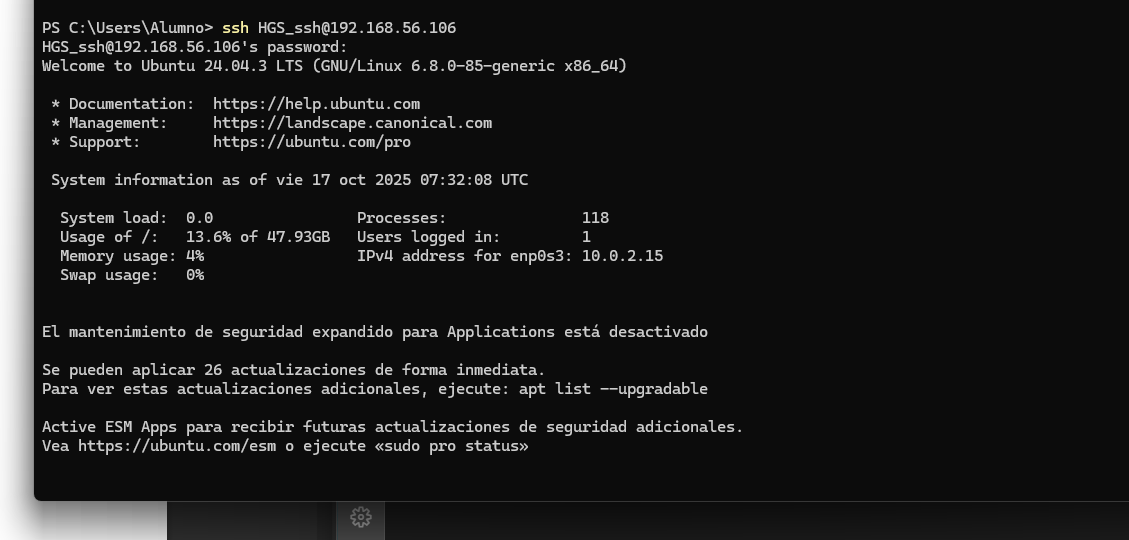 PS C:\Users\Alumno> ssh HGS_ssh@192.168.56.106
HGS_ssh@192.168.56.106's password:
Welcome to Ubuntu 24.04.3 LTS (GNU/Linux 6.8.0-85-generic x86_64)
* Documentation:  https://help.ubuntu.com
* Management:     https://landscape.canonical.com
* Support:        https://ubuntu.com/pro
System information as of vie 17 oct 2025 07:32:08 UTC
System load:  0.0                Processes:               118
Usage of /:   13.6% of 47.93GB   Users logged in:         1
Memory usage: 4%                 IPv4 address for enp0s3: 10.0.2.15
Swap usage:   0%
El mantenimiento de seguridad expandido para Applications está desactivado
Se pueden aplicar 26 actualizaciones de forma inmediata.
Para ver estas actualizaciones adicionales, ejecute: apt list --upgradable
Active ESM Apps para recibir futuras actualizaciones de seguridad adicionales.
Vea https://ubuntu.com/esm o ejecute «sudo pro status»